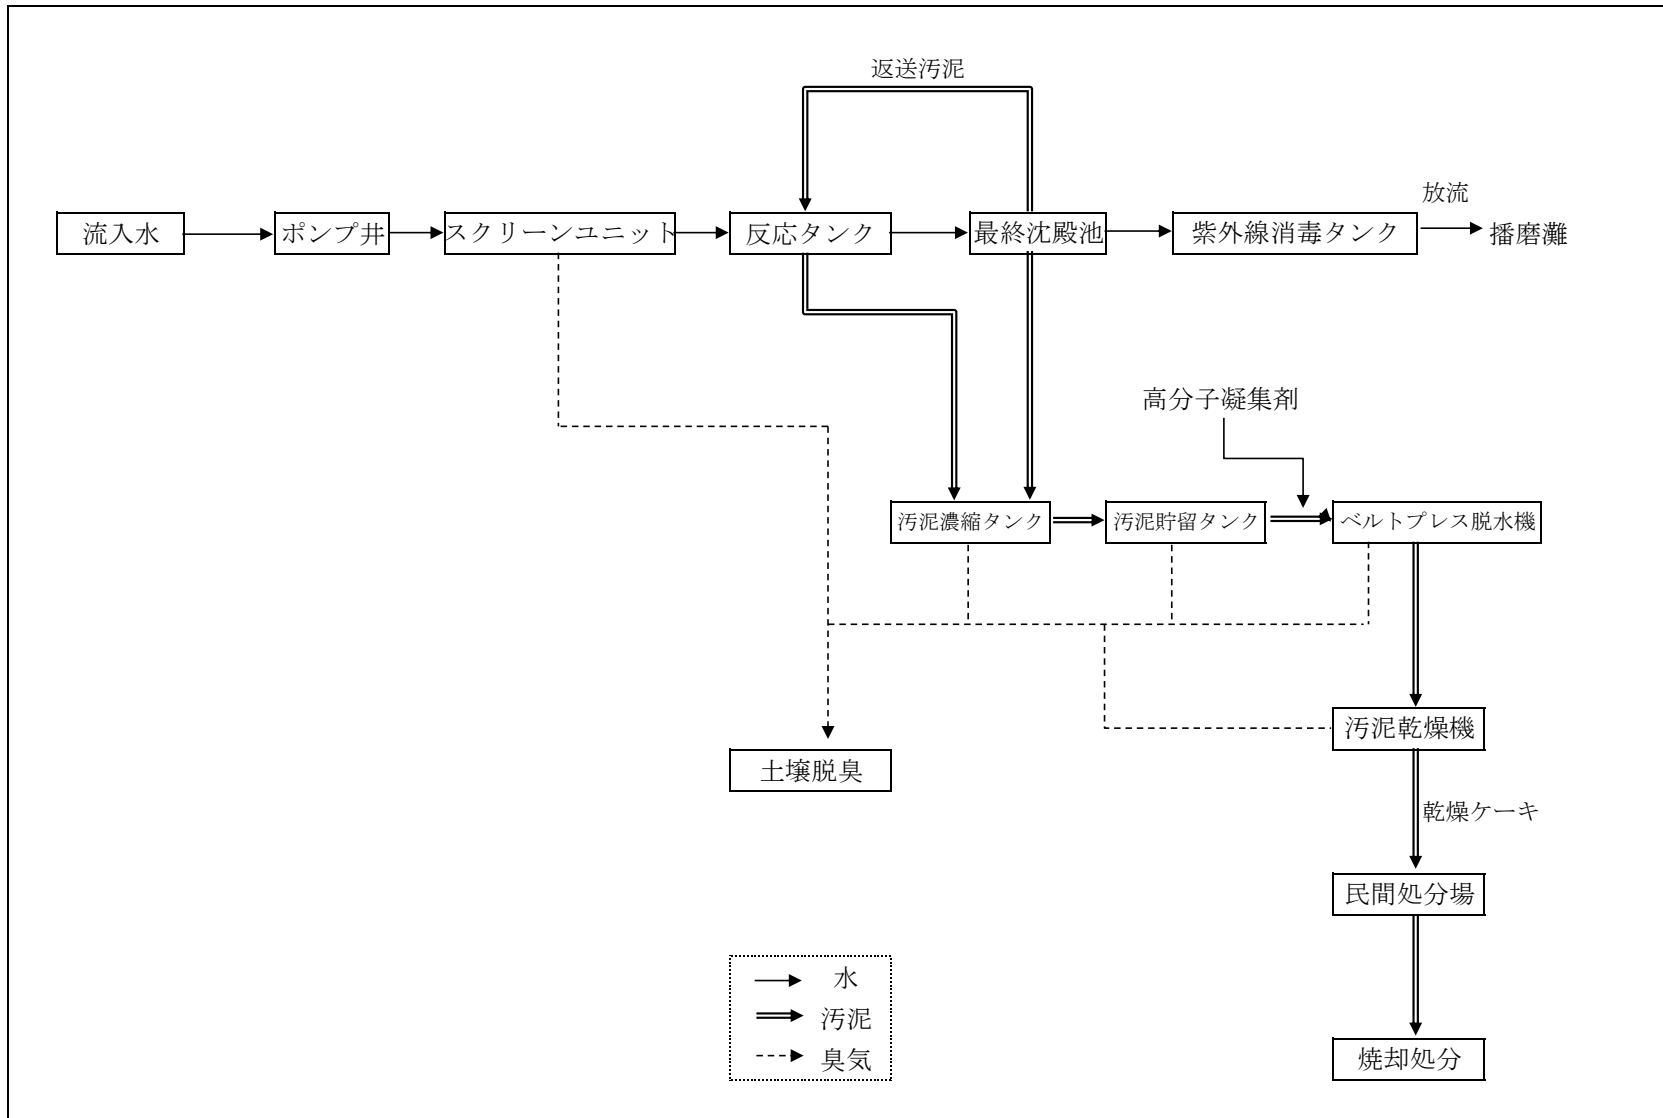 返送汚泥
放流
流入水
ポンプ井
スクリーンユニット
反応タンク
最終沈殿池
紫外線消毒タンク
播磨灘
高分子凝集剤
汚泥濃縮タンク
汚泥貯留タンク
ベルトプレス脱水機
汚泥乾燥機
土壌脱臭
乾燥ケーキ
民間処分場
水
汚泥
臭気
焼却処分